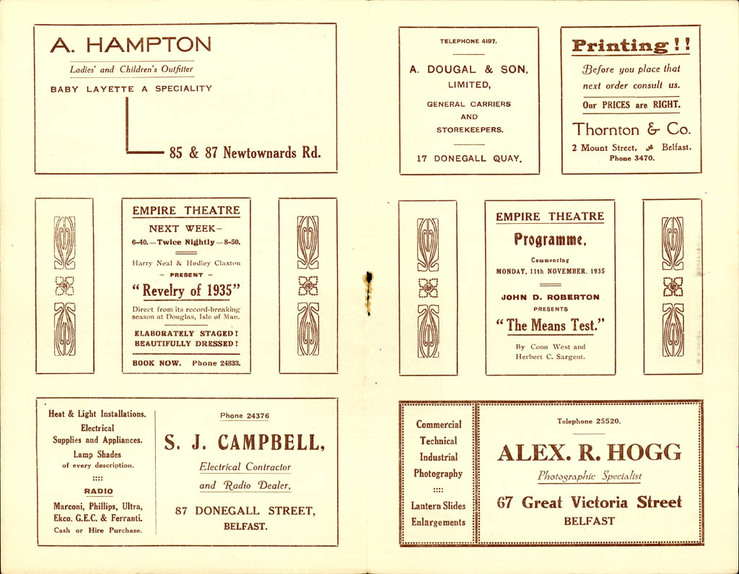 A. HAMPTON
Ladies' and Children's Outfitter
BABY LAYETTE A SPECIALITY
85 & 87 Newtownards Rd.
EMPIRE THEATRE
NEXT WEEK—
6-40.—Twice Nightly—8-50.
Harry Neal & Hedley Claxton
— PRESENT —
"Revelry of 1935"
Direct from its record-breaking
season at Douglas, Isle of Man.
ELABORATELY STAGED!
BEAUTIFULLY DRESSED!
BOOK NOW. Phone 24833.
Heat & Light Installations.
Electrical
Supplies and Appliances.
Lamp Shades
of every description.
::::
RADIO
Marconi, Phillips, Ultra,
Ekco, G.E.C. & Ferranti.
Cash or Hire Purchase.
Phone 24376
S. J. CAMPBELL,
Electrical Contractor
and Radio Dealer,
87 DONEGALL STREET,
BELFAST.
TELEPHONE 4197.
A. DOUGAL & SON,
LIMITED,
GENERAL CARRIERS
AND
STOREKEEPERS.
17 DONEGALL QUAY.
Printing!!
Before you place that
next order consult us.
Our PRICES are RIGHT.
Thornton & Co.
2 Mount Street, Belfast.
Phone 3470.
EMPIRE THEATRE
Programme.
Commencing
MONDAY, 11th NOVEMBER. 1935
JOHN D. ROBERTON
PRESENTS
"The Means Test."
By Con West and
Herbert C. Sargent.
Commercial
Technical
Industrial
Photography
::::
Lantern Slides
Enlargements
Telephone 25520.
ALEX. R. HOGG
Photographic Specialist
67 Great Victoria Street
BELFAST